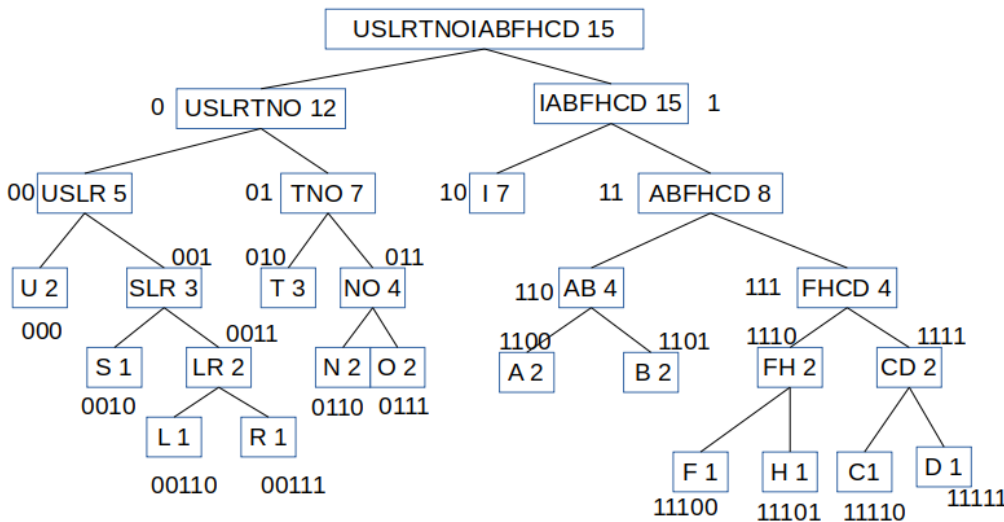 USLRTNOIABFHCD 15
0 USLRTNO 12 IABFHCD 15 1
00 USLR 5 01 TNO 7 10 I 7 11 ABFHCD 8
001 010 011
U 2 SLR 3 T 3 NO 4 110 AB 4 111 FHCD 4
000 0011 1100 1101 1110 1111
S 1 LR 2 N 2 O 2 A 2 B 2 FH 2 CD 2
0010 0110 0111
L 1 R 1
00110 00111 F 1 H 1 C1 D 1
11100 11101 11110 11111